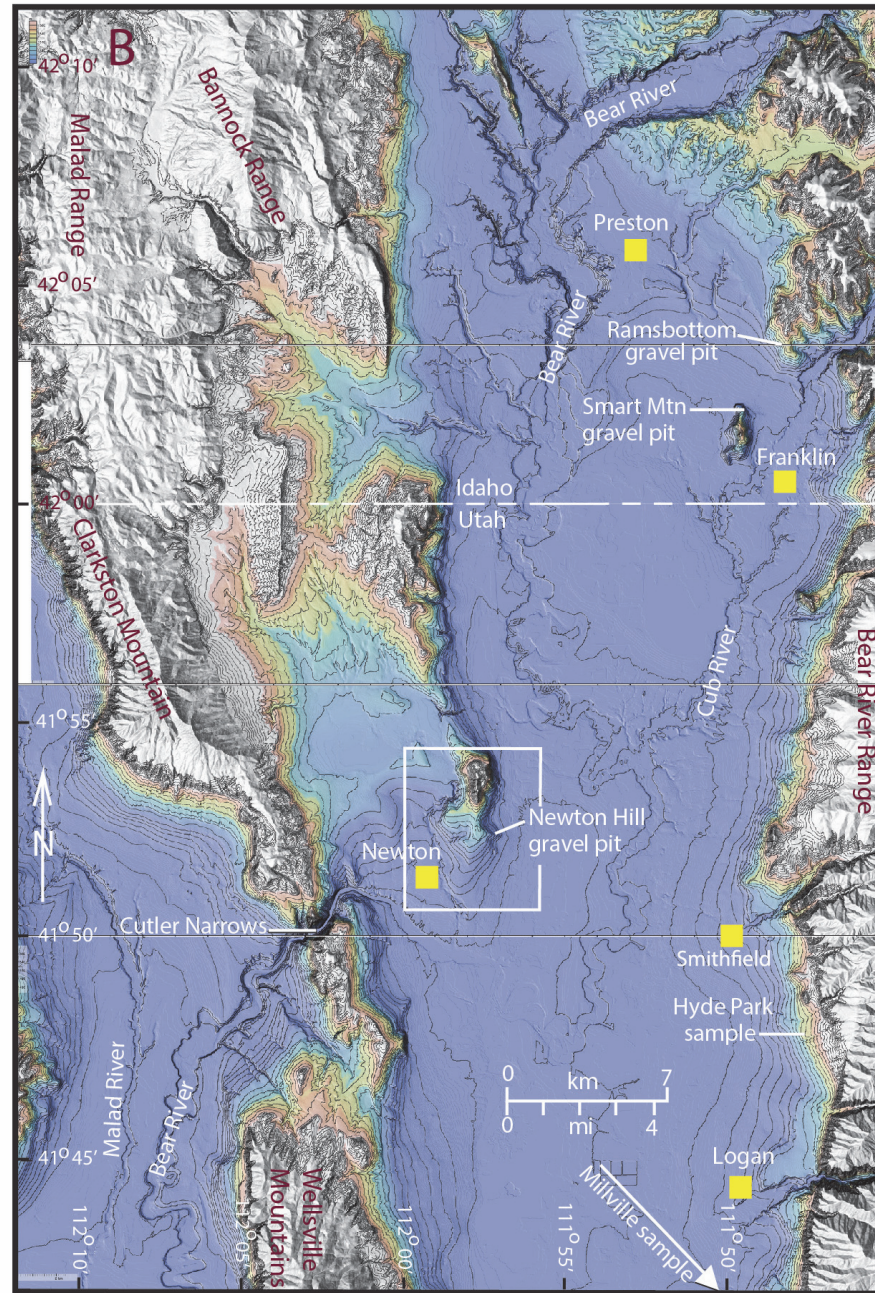 B
42° 10'
Bannock Range
Malad Range
Bear River
Preston
42° 05'
Bear River
Ramsbottom
gravel pit
Smart Mtn
gravel pit
Franklin
42° 00'
Idaho
Utah
Clarkston Mountain
Cub River
Bear River Range
41° 55'
N
Newton Hill
gravel pit
Newton
Cutler Narrows
41° 50'
Smithfield
Hyde Park
sample
0 km 7
0 mi 4
Malad River
Bear River
41° 45'
Logan
Millville sample
Wellsville
Mountains
112° 10'
112° 05'
112° 00'
111° 55'
111° 50'